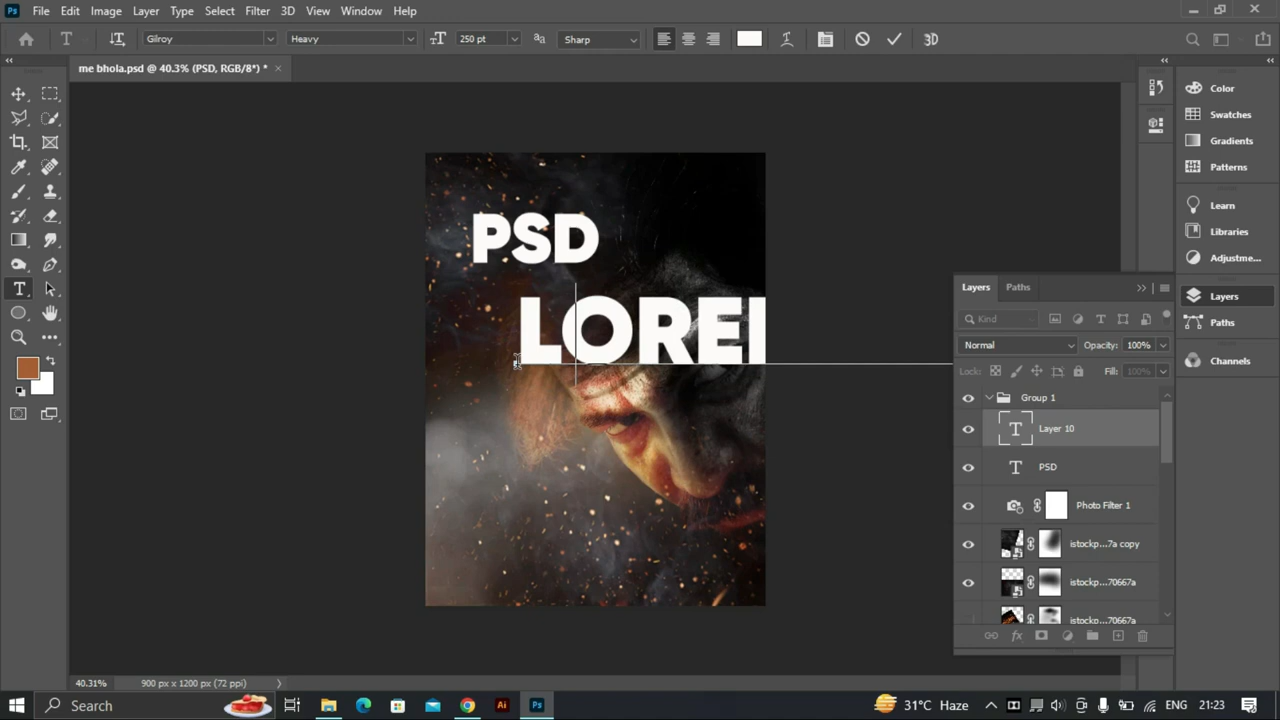 Ps File Edit Image Layer Type Select Filter 3D View Window Help
Gilroy Heavy 250 pt Sharp 3D
me bhola.psd @ 40.3% (PSD, RGB/8*) *
Color
Swatches
Gradients
Patterns
Learn
Libraries
Adjustme...
Layers
Paths
Channels
PSD
LOREI
Layers Paths
Kind
Normal Opacity: 100%
Lock: Fill: 100%
Group 1
Layer 10
PSD
Photo Filter 1
istockp...7a copy
istockp...70667a
istockp...70667a
40.31% 900 px x 1200 px (72 ppi)
Search Ai Ps 31°C Haze ENG 21:23